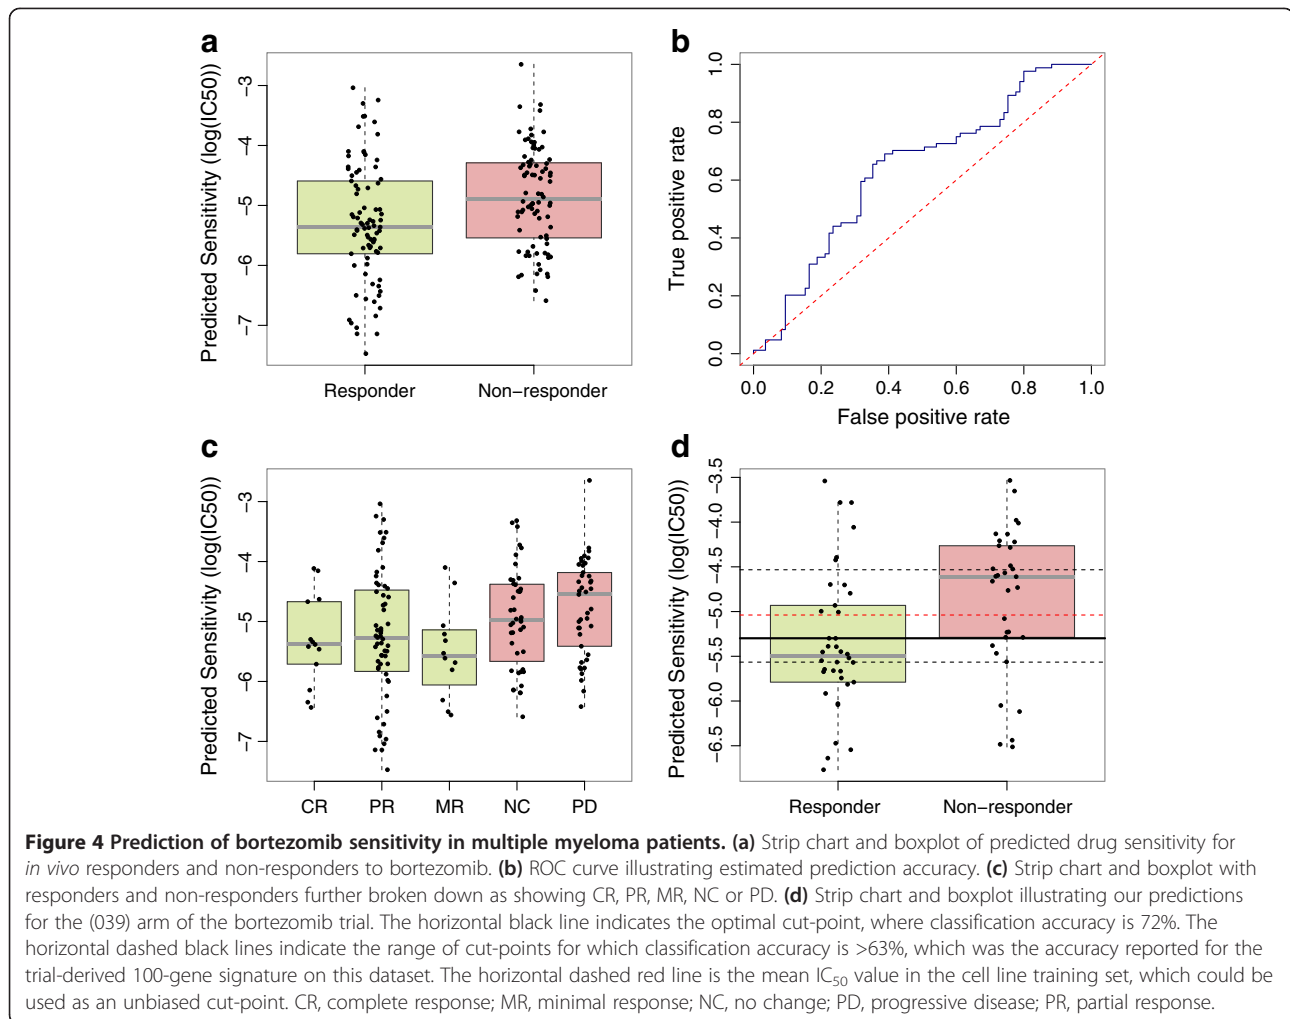 a
Predicted Sensitivity (log(IC50))
−3
−4
−5
−6
−7
Responder
Non−responder
b
True positive rate
1.0
0.8
0.6
0.4
0.2
0.0
0.0 0.2 0.4 0.6 0.8 1.0
False positive rate
c
Predicted Sensitivity (log(IC50))
−3
−4
−5
−6
−7
CR PR MR NC PD
d
Predicted Sensitivity (log(IC50))
−3.5
−4.0
−4.5
−5.0
−5.5
−6.0
−6.5
Responder
Non−responder
Figure 4 Prediction of bortezomib sensitivity in multiple myeloma patients. (a) Strip chart and boxplot of predicted drug sensitivity for
in vivo responders and non-responders to bortezomib. (b) ROC curve illustrating estimated prediction accuracy. (c) Strip chart and boxplot with
responders and non-responders further broken down as showing CR, PR, MR, NC or PD. (d) Strip chart and boxplot illustrating our predictions
for the (039) arm of the bortezomib trial. The horizontal black line indicates the optimal cut-point, where classification accuracy is 72%. The
horizontal dashed black lines indicate the range of cut-points for which classification accuracy is >63%, which was the accuracy reported for the
trial-derived 100-gene signature on this dataset. The horizontal dashed red line is the mean IC50 value in the cell line training set, which could be
used as an unbiased cut-point. CR, complete response; MR, minimal response; NC, no change; PD, progressive disease; PR, partial response.